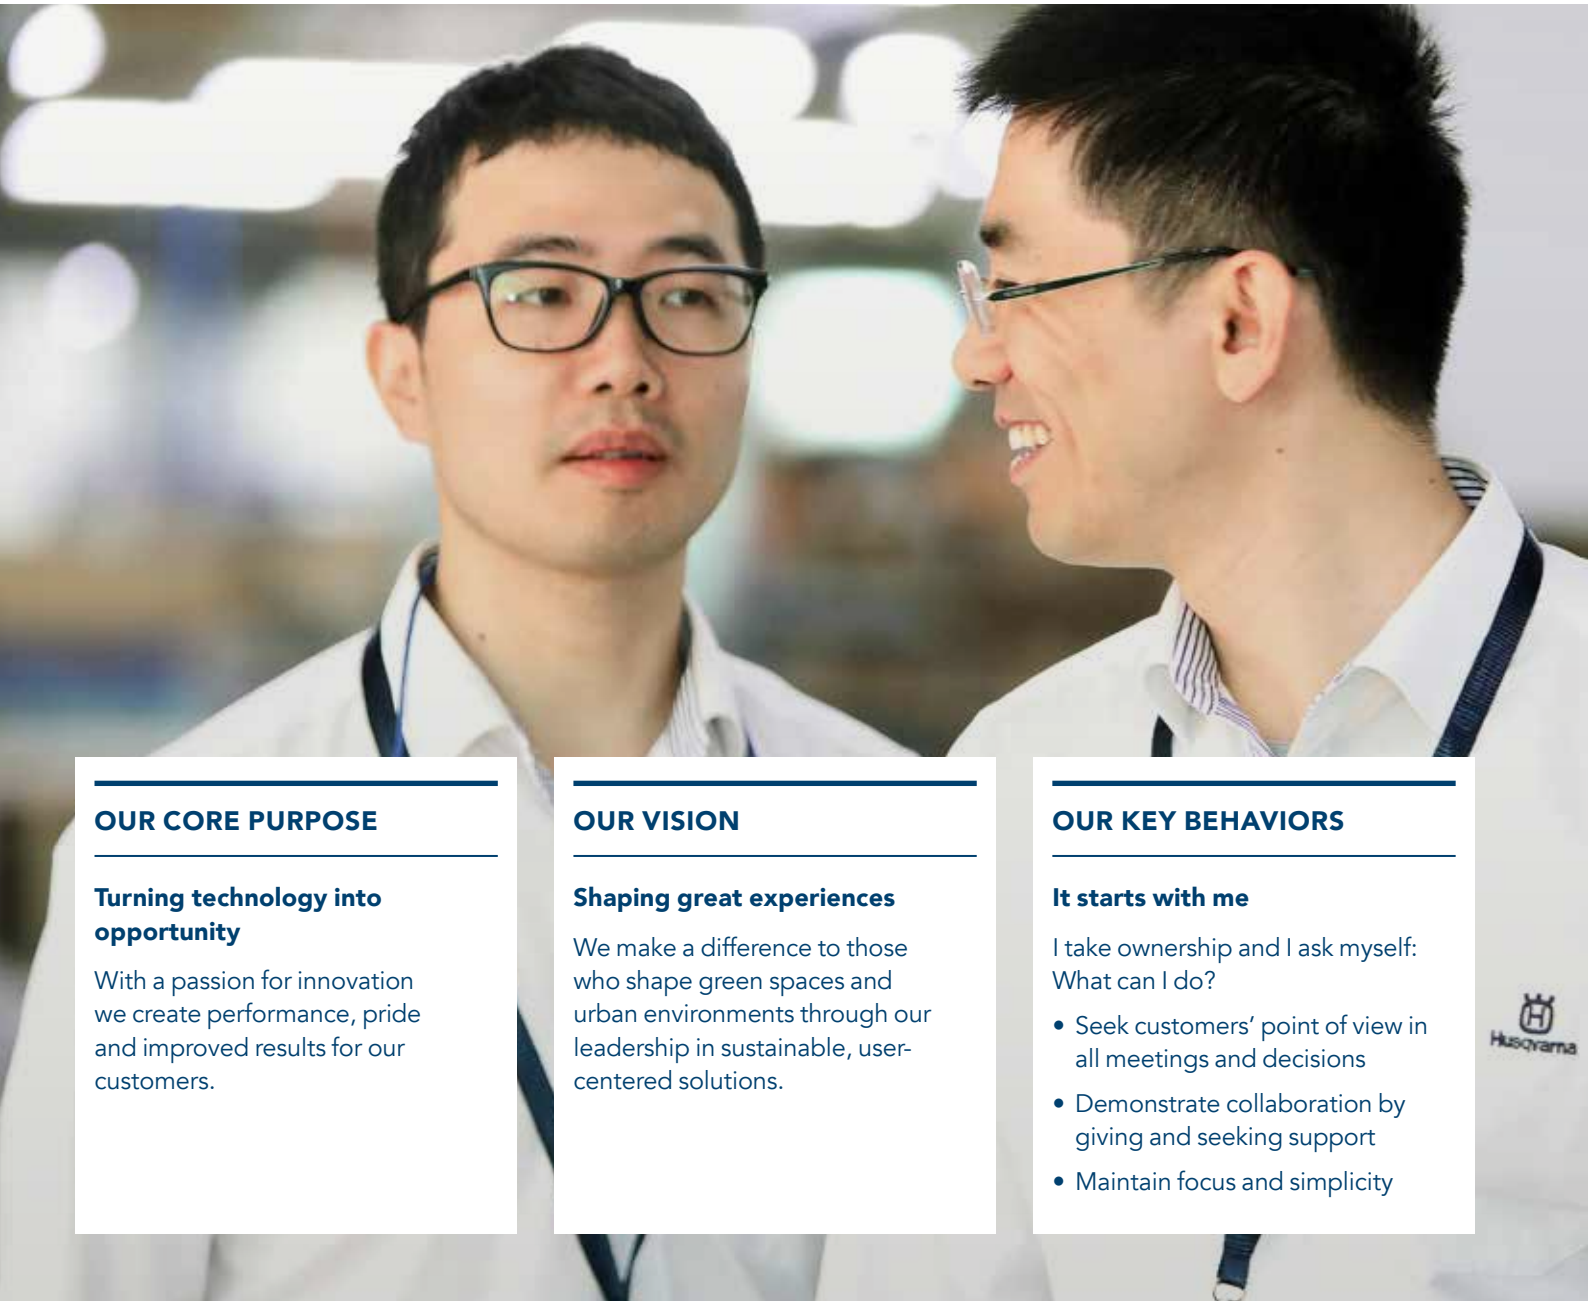 OUR CORE PURPOSE
Turning technology into
opportunity
With a passion for innovation
we create performance, pride
and improved results for our
customers.
OUR VISION
Shaping great experiences
We make a difference to those
who shape green spaces and
urban environments through our
leadership in sustainable, user-
centered solutions.
OUR KEY BEHAVIORS
It starts with me
I take ownership and I ask myself:
What can I do?
• Seek customers’ point of view in
all meetings and decisions
• Demonstrate collaboration by
giving and seeking support
• Maintain focus and simplicity
H
Husqvarna